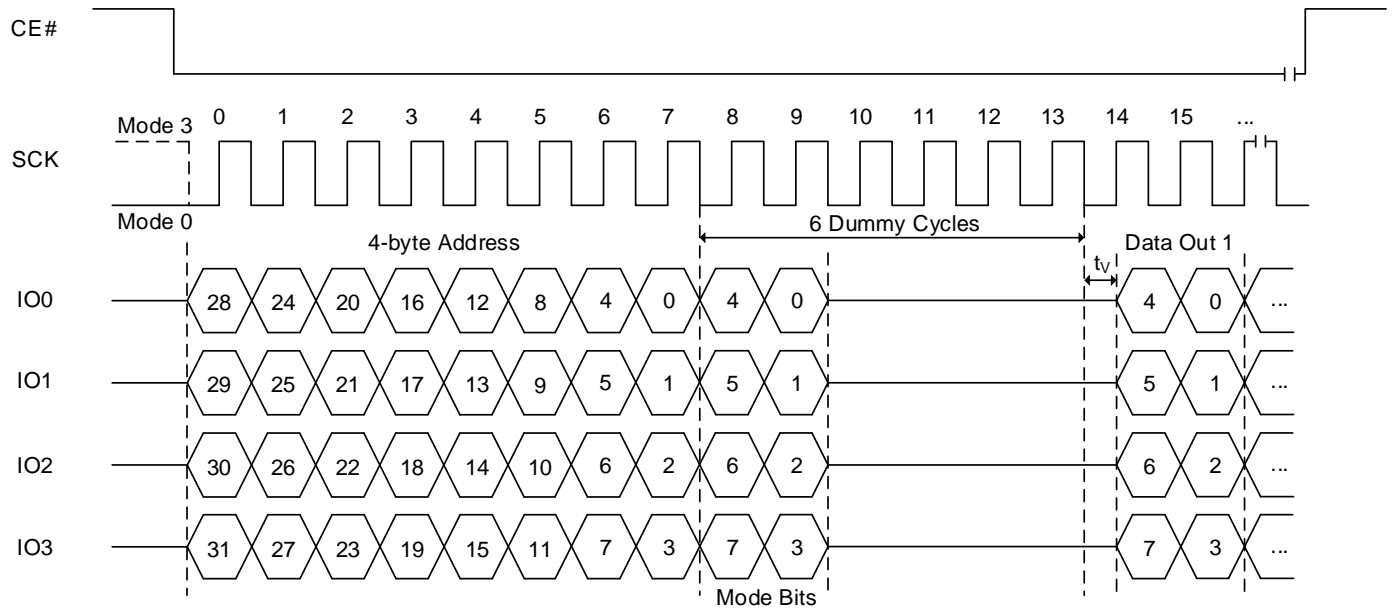 CE#
0 1 2 3 4 5 6 7 8 9 10 11 12 13 14 15 ...
Mode 3
SCK
Mode 0
4-byte Address 6 Dummy Cycles Data Out 1
tV
IO0 28 24 20 16 12 8 4 0 4 0 4 0 ...
IO1 29 25 21 17 13 9 5 1 5 1 5 1 ...
IO2 30 26 22 18 14 10 6 2 6 2 6 2 ...
IO3 31 27 23 19 15 11 7 3 7 3 7 3 ...
Mode Bits